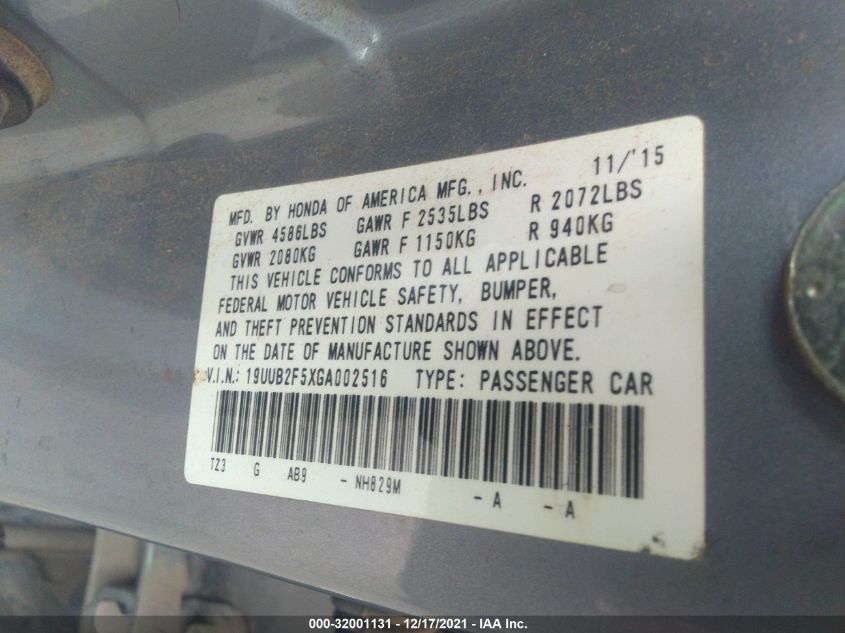 MFD. BY HONDA OF AMERICA MFG., INC. 11/'15
GVWR 4586LBS GAWR F 2535LBS R 2072LBS
GVWR 2080KG GAWR F 1150KG R 940KG
THIS VEHICLE CONFORMS TO ALL APPLICABLE
FEDERAL MOTOR VEHICLE SAFETY, BUMPER,
AND THEFT PREVENTION STANDARDS IN EFFECT
ON THE DATE OF MANUFACTURE SHOWN ABOVE.
V.I.N.: 19UUB2F5XGA002516 TYPE: PASSENGER CAR
TZ3 G AB9 - NH829M - A - A
000-32001131 - 12/17/2021 - IAA Inc.